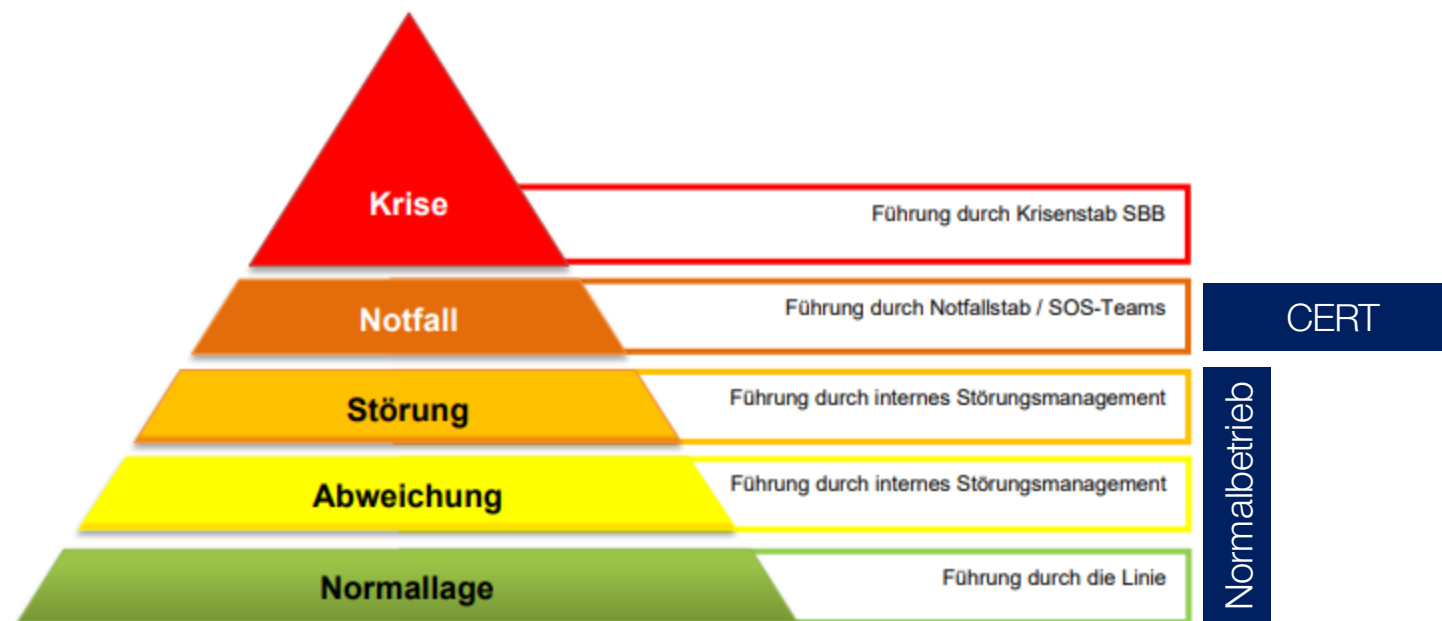 Krise
Führung durch Krisenstab SBB
Notfall
Führung durch Notfallstab / SOS-Teams
CERT
Störung
Führung durch internes Störungsmanagement
Abweichung
Führung durch internes Störungsmanagement
Normallage
Führung durch die Linie
Normalbetrieb